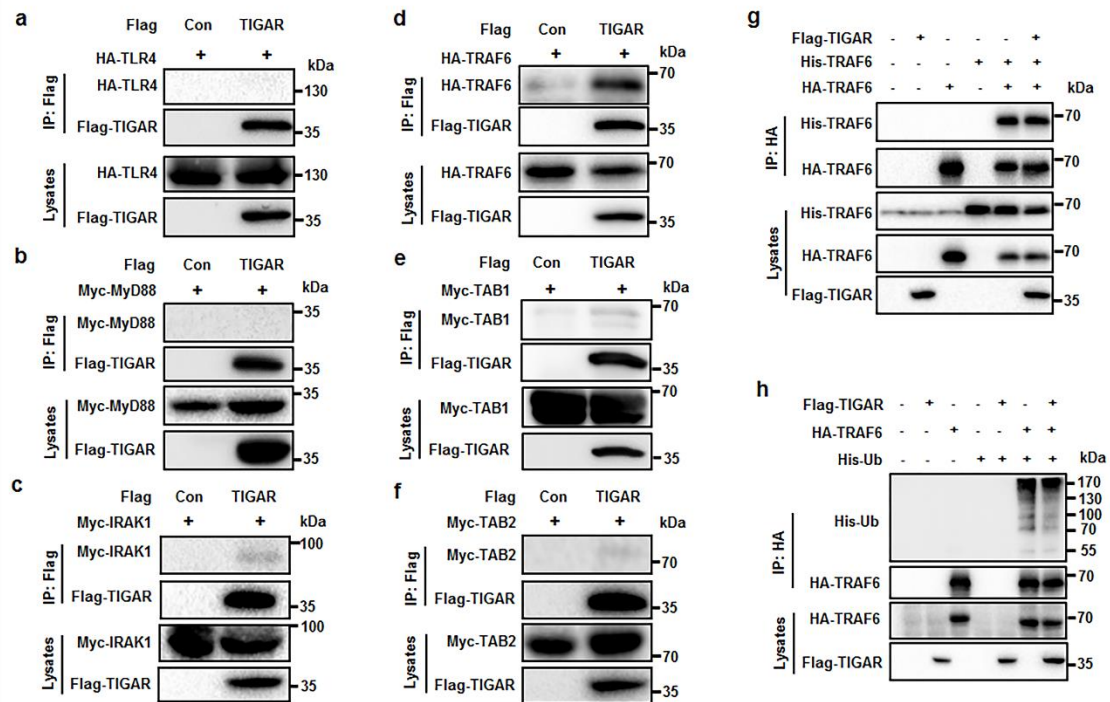 a
Flag Con TIGAR
HA-TLR4 + +
kDa
IP: Flag
HA-TLR4 130
Flag-TIGAR 35
Lysates
HA-TLR4 130
Flag-TIGAR 35
b
Flag Con TIGAR
Myc-MyD88 + + kDa
IP: Flag
35
Myc-MyD88
Flag-TIGAR 35
Lysates
35
Myc-MyD88
Flag-TIGAR 35
c
Flag Con TIGAR
Myc-IRAK1 + + kDa
IP: Flag
Myc-IRAK1 100
Flag-TIGAR 35
Lysates
100
Myc-IRAK1
Flag-TIGAR 35
d
Flag Con TIGAR
HA-TRAF6 + + kDa
IP: Flag
70
HA-TRAF6
Flag-TIGAR 35
Lysates
70
HA-TRAF6
Flag-TIGAR 35
e
Flag Con TIGAR
Myc-TAB1 + + kDa
IP: Flag
70
Myc-TAB1
Flag-TIGAR 35
Lysates
70
Myc-TAB1
Flag-TIGAR 35
f
Flag Con TIGAR
Myc-TAB2 + + kDa
IP: Flag
Myc-TAB2 70
Flag-TIGAR 35
Lysates
Myc-TAB2 70
Flag-TIGAR 35
g
Flag-TIGAR - + - - - +
His-TRAF6 - - - + + +
HA-TRAF6 - - + - + + kDa
IP: HA
His-TRAF6 70
HA-TRAF6 70
Lysates
His-TRAF6 70
HA-TRAF6 70
Flag-TIGAR 35
h
Flag-TIGAR - + - - + - +
HA-TRAF6 - - + - - + +
His-Ub - - - + + + + kDa
IP: HA
His-Ub
170
130
100
70
55
HA-TRAF6 70
Lysates
HA-TRAF6 70
Flag-TIGAR 35